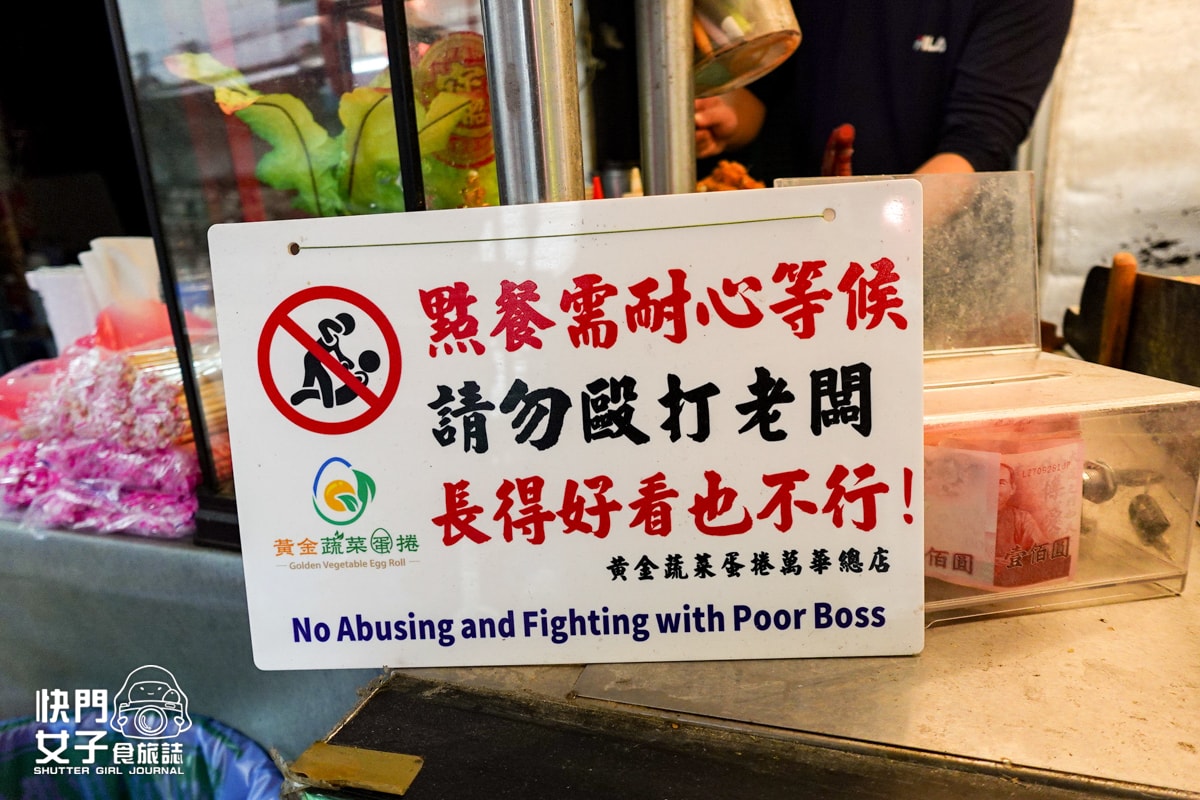 FILA
點餐需耐心等候
請勿毆打老闆
長得好看也不行！
黃金蔬菜蛋捲
Golden Vegetable Egg Roll
黃金蔬菜蛋捲萬華總店
No Abusing and Fighting with Poor Boss
佰圓
壹佰圓
快門
女子食旅誌
SHUTTER GIRL JOURNAL